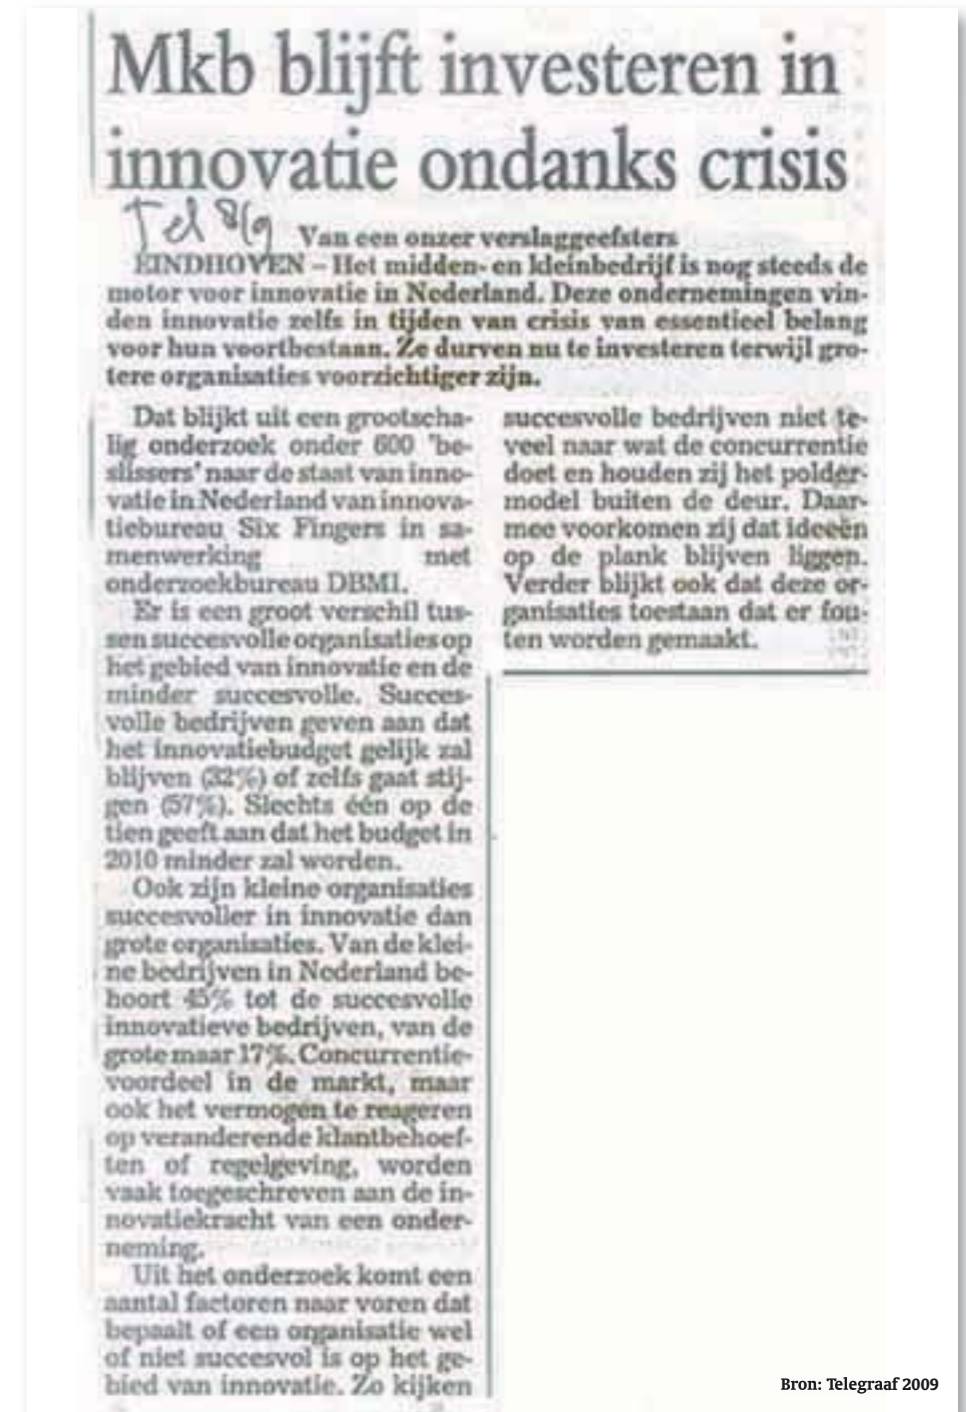 Mkb blijft investeren in
innovatie ondanks crisis
Tel 8/9
Van een onzer verslaggeefsters
EINDHOVEN – Het midden- en kleinbedrijf is nog steeds de
motor voor innovatie in Nederland. Deze ondernemingen vin-
den innovatie zelfs in tijden van crisis van essentieel belang
voor hun voortbestaan. Ze durven nu te investeren terwijl gro-
tere organisaties voorzichtiger zijn.
Dat blijkt uit een grootscha-
lig onderzoek onder 600 'be-
slissers' naar de staat van inno-
vatie in Nederland van innova-
tiebureau Six Fingers in sa-
menwerking met
onderzoekbureau DBMI.
Er is een groot verschil tus-
sen succesvolle organisaties op
het gebied van innovatie en de
minder succesvolle. Succes-
volle bedrijven geven aan dat
het innovatiebudget gelijk zal
blijven (32%) of zelfs gaat stij-
gen (57%). Slechts één op de
tien geeft aan dat het budget in
2010 minder zal worden.
Ook zijn kleine organisaties
succesvoller in innovatie dan
grote organisaties. Van de klei-
ne bedrijven in Nederland be-
hoort 45% tot de succesvolle
innovatieve bedrijven, van de
grote maar 17%. Concurrentie-
voordeel in de markt, maar
ook het vermogen te reageren
op veranderende klantbehoef-
ten of regelgeving, worden
vaak toegeschreven aan de in-
novatiekracht van een onder-
neming.
Uit het onderzoek komt een
aantal factoren naar voren dat
bepaalt of een organisatie wel
of niet succesvol is op het ge-
bied van innovatie. Zo kijken
succesvolle bedrijven niet te-
veel naar wat de concurrentie
doet en houden zij het polder-
model buiten de deur. Daar-
mee voorkomen zij dat ideeën
op de plank blijven liggen.
Verder blijkt ook dat deze or-
ganisaties toestaan dat er fou-
ten worden gemaakt.
Bron: Telegraaf 2009